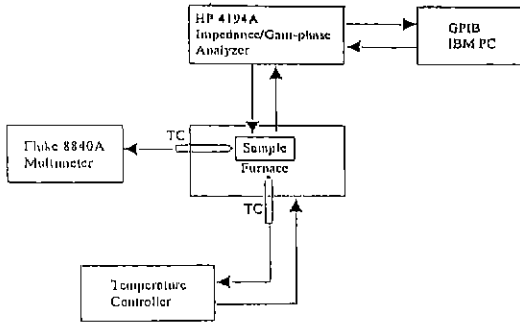 HP 4194A
Impedance/Gain-phase
Analyzer
GPIB
IBM PC
TC
Fluke 8840A
Multimeter
Sample
Furnace
TC
Temperature
Controller